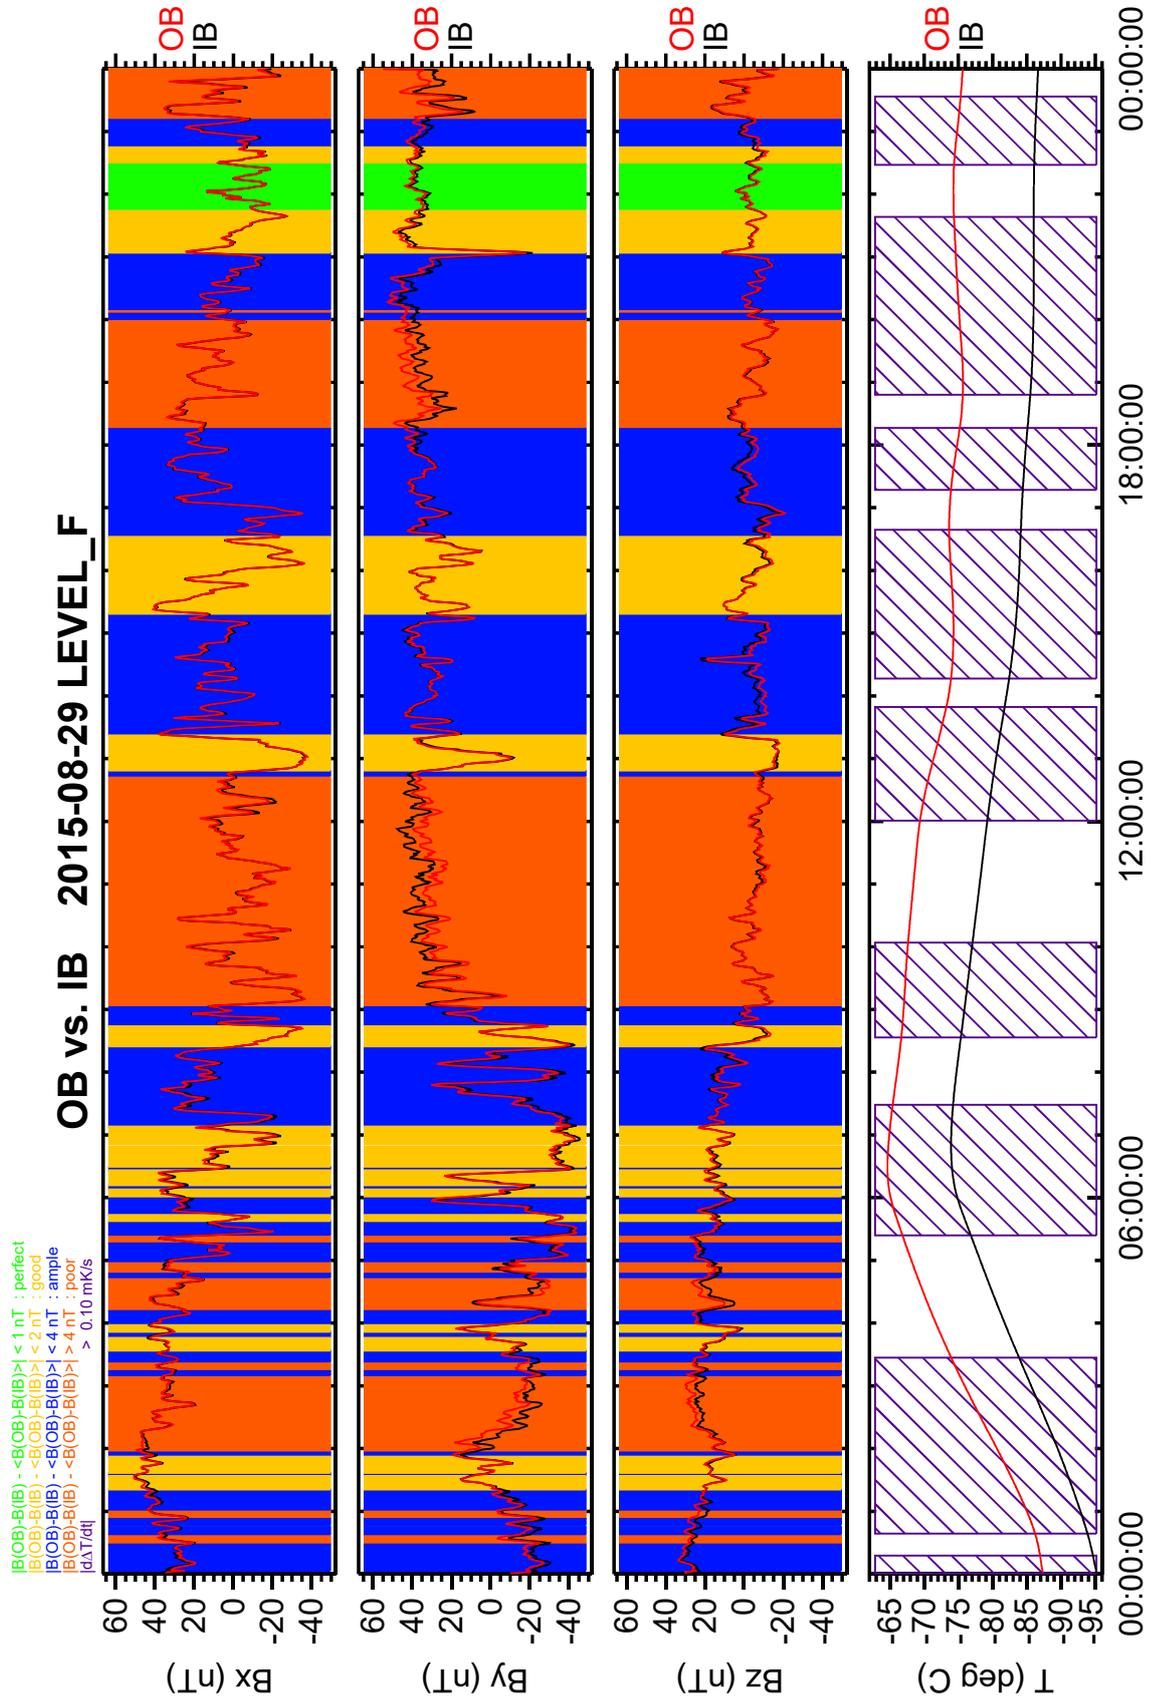 OB vs. IB 2015-08-29 LEVEL_F
|B(OB)-B(IB) - <B(OB)-B(IB)>| < 1 nT : perfect
|B(OB)-B(IB) - <B(OB)-B(IB)>| < 2 nT : good
|B(OB)-B(IB) - <B(OB)-B(IB)>| < 4 nT : ample
|B(OB)-B(IB) - <B(OB)-B(IB)>| > 4 nT : poor
|dΔT/dt| > 0.10 mK/s
Bx (nT)
60
40
20
0
-20
-40
OB
IB
By (nT)
60
40
20
0
-20
-40
OB
IB
Bz (nT)
60
40
20
0
-20
-40
OB
IB
T (deg C)
-65
-70
-75
-80
-85
-90
-95
OB
IB
00:00:00
06:00:00
12:00:00
18:00:00
00:00:00